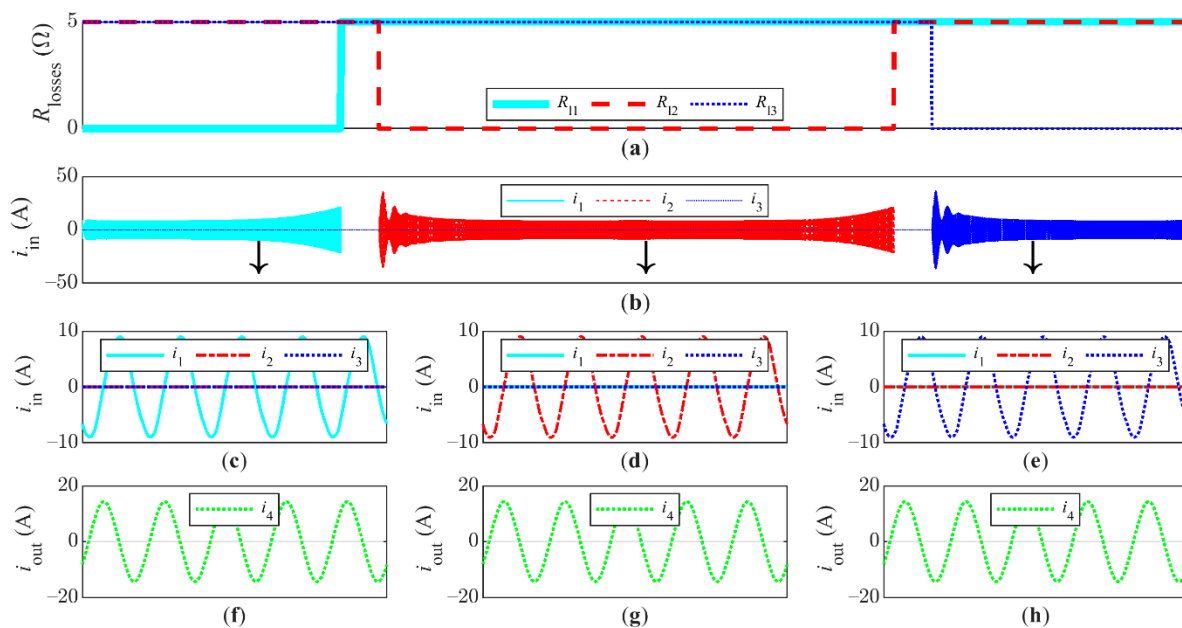 5
R_losses (Ω)
0
R_l1 R_l2 R_l3
(a)
50
i_in (A)
0
−50
i_1 i_2 i_3
(b)
10
i_in (A)
0
−10
i_1 i_2 i_3
(c)
10
i_in (A)
0
−10
i_1 i_2 i_3
(d)
10
i_in (A)
0
−10
i_1 i_2 i_3
(e)
20
i_out (A)
0
−20
i_4
(f)
20
i_out (A)
0
−20
i_4
(g)
20
i_out (A)
0
−20
i_4
(h)